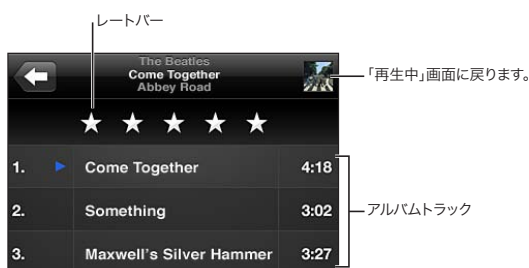 レートバー
The Beatles
Come Together
Abbey Road
「再生中」画面に戻ります。
1. Come Together 4:18
2. Something 3:02
アルバムトラック
3. Maxwell's Silver Hammer 3:27